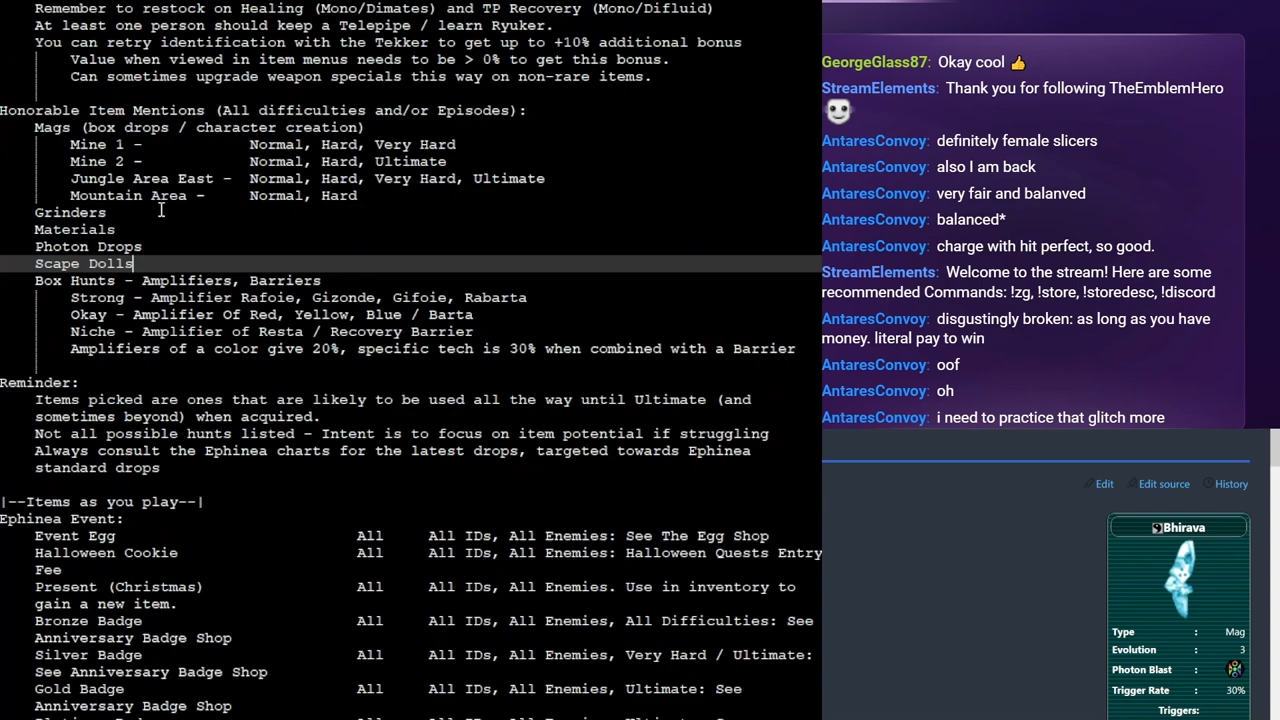 Remember to restock on Healing (Mono/Dimates) and TP Recovery (Mono/Difluid)
At least one person should keep a Telepipe / learn Ryuker.
You can retry identification with the Tekker to get up to +10% additional bonus
Value when viewed in item menus needs to be > 0% to get this bonus.
Can sometimes upgrade weapon specials this way on non-rare items.
Honorable Item Mentions (All difficulties and/or Episodes):
Mags (box drops / character creation)
Mine 1 - Normal, Hard, Very Hard
Mine 2 - Normal, Hard, Ultimate
Jungle Area East - Normal, Hard, Very Hard, Ultimate
Mountain Area - Normal, Hard
Grinders
Materials
Photon Drops
Scape Dolls
Box Hunts - Amplifiers, Barriers
Strong - Amplifier Rafoie, Gizonde, Gifoie, Rabarta
Okay - Amplifier Of Red, Yellow, Blue / Barta
Niche - Amplifier of Resta / Recovery Barrier
Amplifiers of a color give 20%, specific tech is 30% when combined with a Barrier
Reminder:
Items picked are ones that are likely to be used all the way until Ultimate (and
sometimes beyond) when acquired.
Not all possible hunts listed - Intent is to focus on item potential if struggling
Always consult the Ephinea charts for the latest drops, targeted towards Ephinea
standard drops
|--Items as you play--|
Ephinea Event:
Event Egg All All IDs, All Enemies: See The Egg Shop
Halloween Cookie All All IDs, All Enemies: Halloween Quests Entry
Fee
Present (Christmas) All All IDs, All Enemies. Use in inventory to
gain a new item.
Bronze Badge All All IDs, All Enemies, All Difficulties: See
Anniversary Badge Shop
Silver Badge All All IDs, All Enemies, Very Hard / Ultimate:
See Anniversary Badge Shop
Gold Badge All All IDs, All Enemies, Ultimate: See
Anniversary Badge Shop
GeorgeGlass87: Okay cool 👍
StreamElements: Thank you for following TheEmblemHero
AntaresConvoy: definitely female slicers
AntaresConvoy: also I am back
AntaresConvoy: very fair and balanved
AntaresConvoy: balanced*
AntaresConvoy: charge with hit perfect, so good.
StreamElements: Welcome to the stream! Here are some
recommended Commands: !zg, !store, !storedesc, !discord
AntaresConvoy: disgustingly broken: as long as you have
money. literal pay to win
AntaresConvoy: oof
AntaresConvoy: oh
AntaresConvoy: i need to practice that glitch more
Edit Edit source History
Bhirava
Type : Mag
Evolution : 3
Photon Blast :
Trigger Rate : 30%
Triggers: